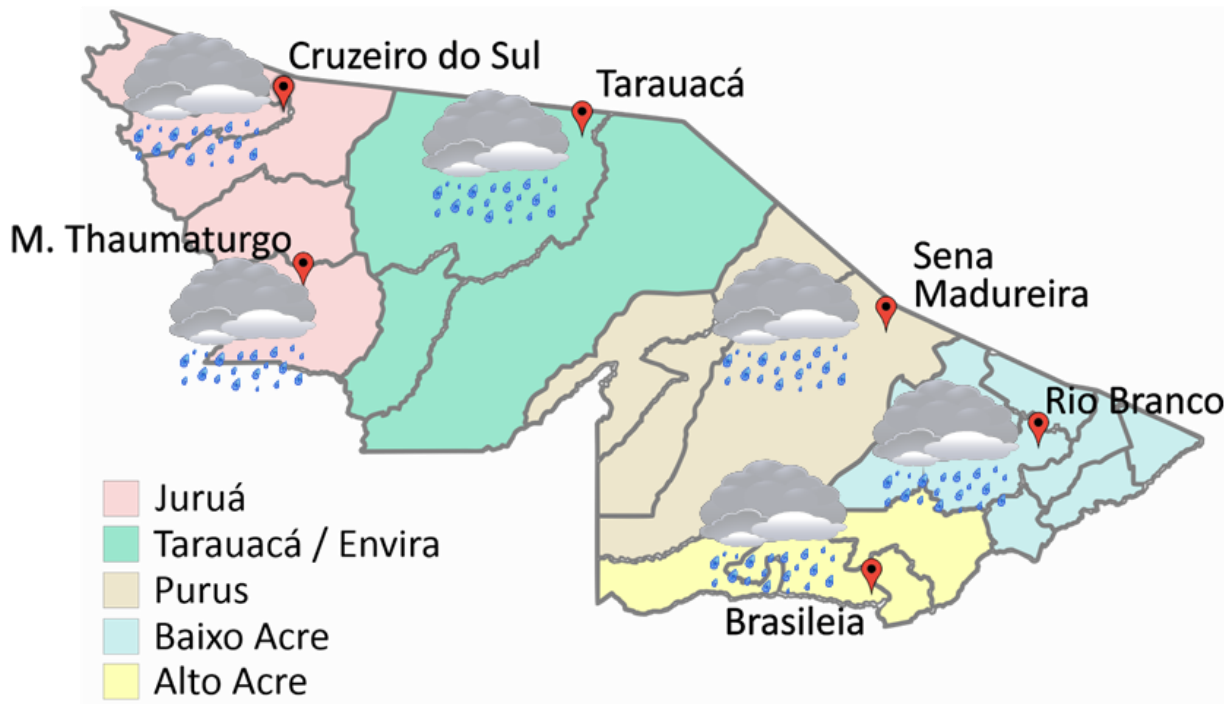 Cruzeiro do Sul
Tarauacá
M. Thaumaturgo
Sena
Madureira
Rio Branco
Brasileia
Juruá
Tarauacá / Envira
Purus
Baixo Acre
Alto Acre